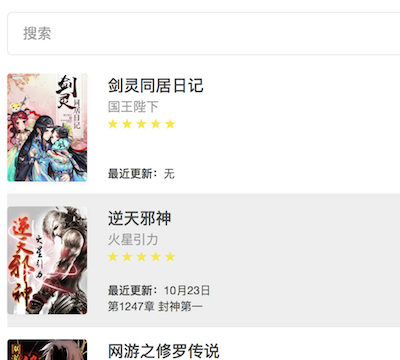 搜索
剑灵
同居日记
剑灵同居日记
国王陛下
最近更新：无
逆天邪神
火星引力
逆天邪神
火星引力
最近更新：10月23日
第1247章 封神第一
网游之修罗传说